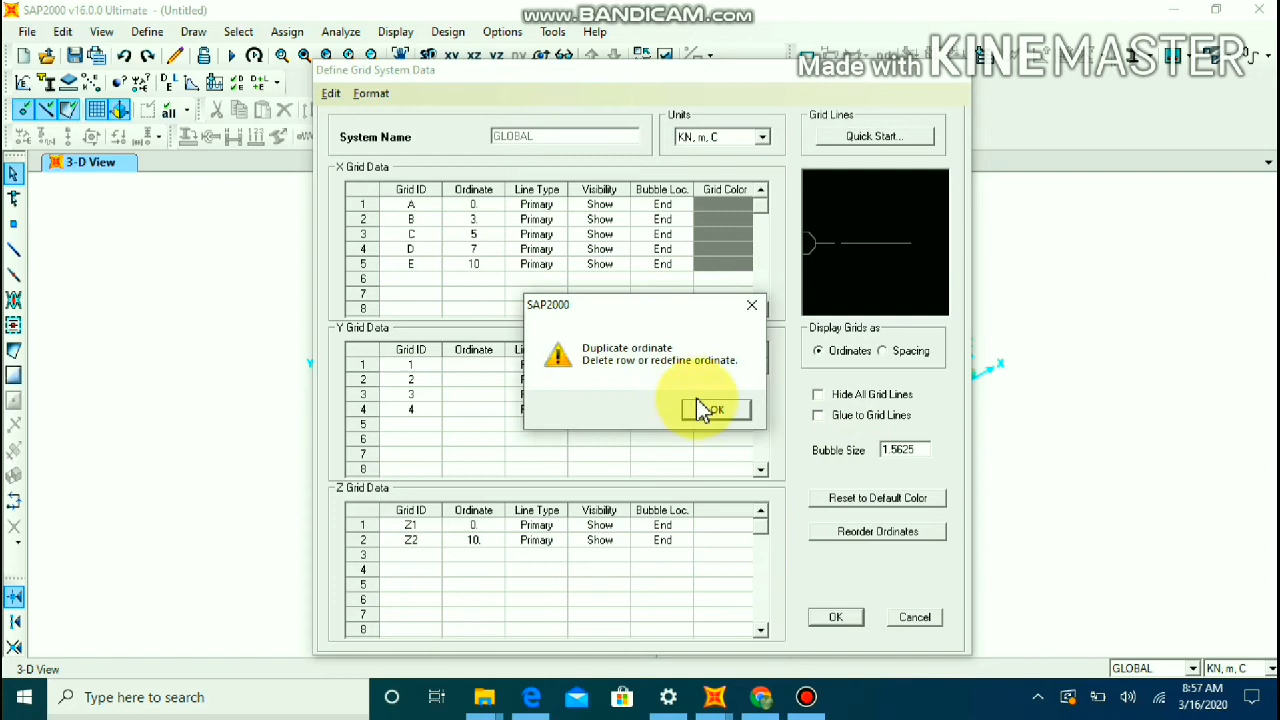 SAP2000 v16.0.0 Ultimate - (Untitled)
www.BANDICAM.com
File Edit View Define Draw Select Assign Analyze Display Design Options Tools Help
Made with KINEMASTER
xy xz yz nv
all
3-D View
Define Grid System Data
Edit Format
System Name GLOBAL
Units
KN, m, C
Grid Lines
Quick Start...
X Grid Data
Grid ID Ordinate Line Type Visibility Bubble Loc. Grid Color
1 A 0. Primary Show End
2 B 3. Primary Show End
3 C 5 Primary Show End
4 D 7 Primary Show End
5 E 10 Primary Show End
6
7
8
SAP2000
Duplicate ordinate
Delete row or redefine ordinate.
OK
Y Grid Data
Grid ID Ordinate
1 1
2 2
3 3
4 4
5
6
7
8
Display Grids as
Ordinates Spacing
Hide All Grid Lines
Glue to Grid Lines
Bubble Size 1.5625
Reset to Default Color
Reorder Ordinates
Z Grid Data
Grid ID Ordinate Line Type Visibility Bubble Loc.
1 Z1 0. Primary Show End
2 Z2 10. Primary Show End
3
4
5
6
7
8
OK Cancel
Y
X
3-D View
GLOBAL KN, m, C
Type here to search
8:57 AM
3/16/2020